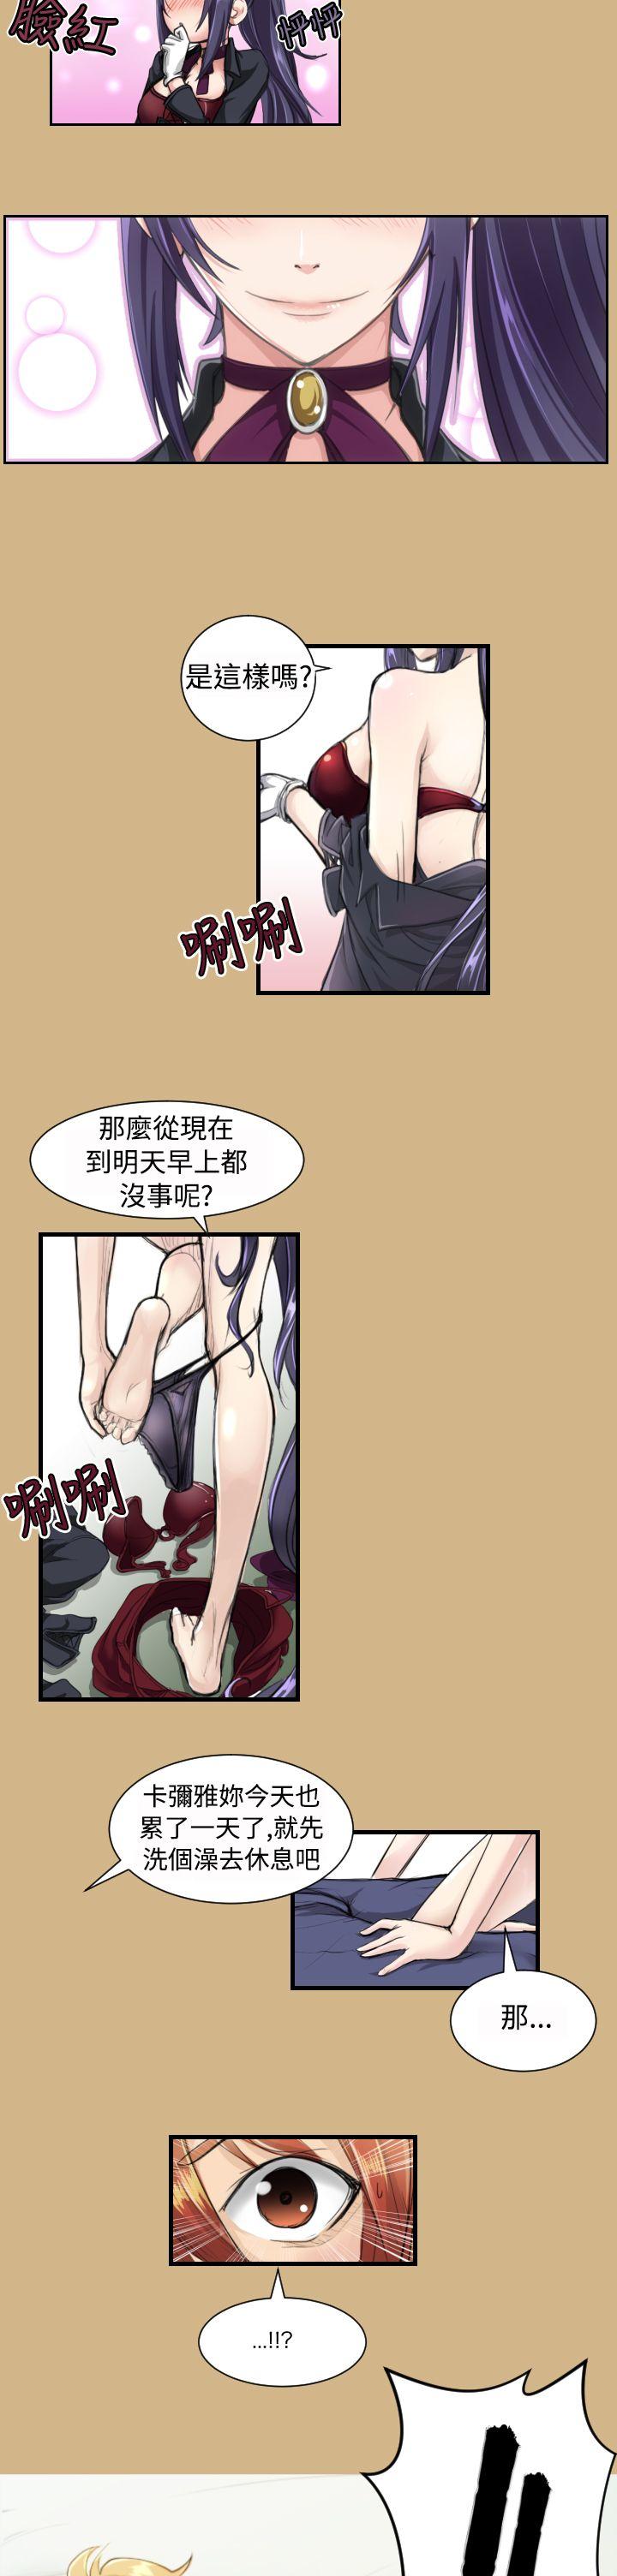 臉紅
怦怦
是這樣嗎?
唰唰
那麼從現在
到明天早上都
沒事呢?
唰唰
卡彌雅妳今天也
累了一天了,就先
洗個澡去休息吧
那...
...!!?